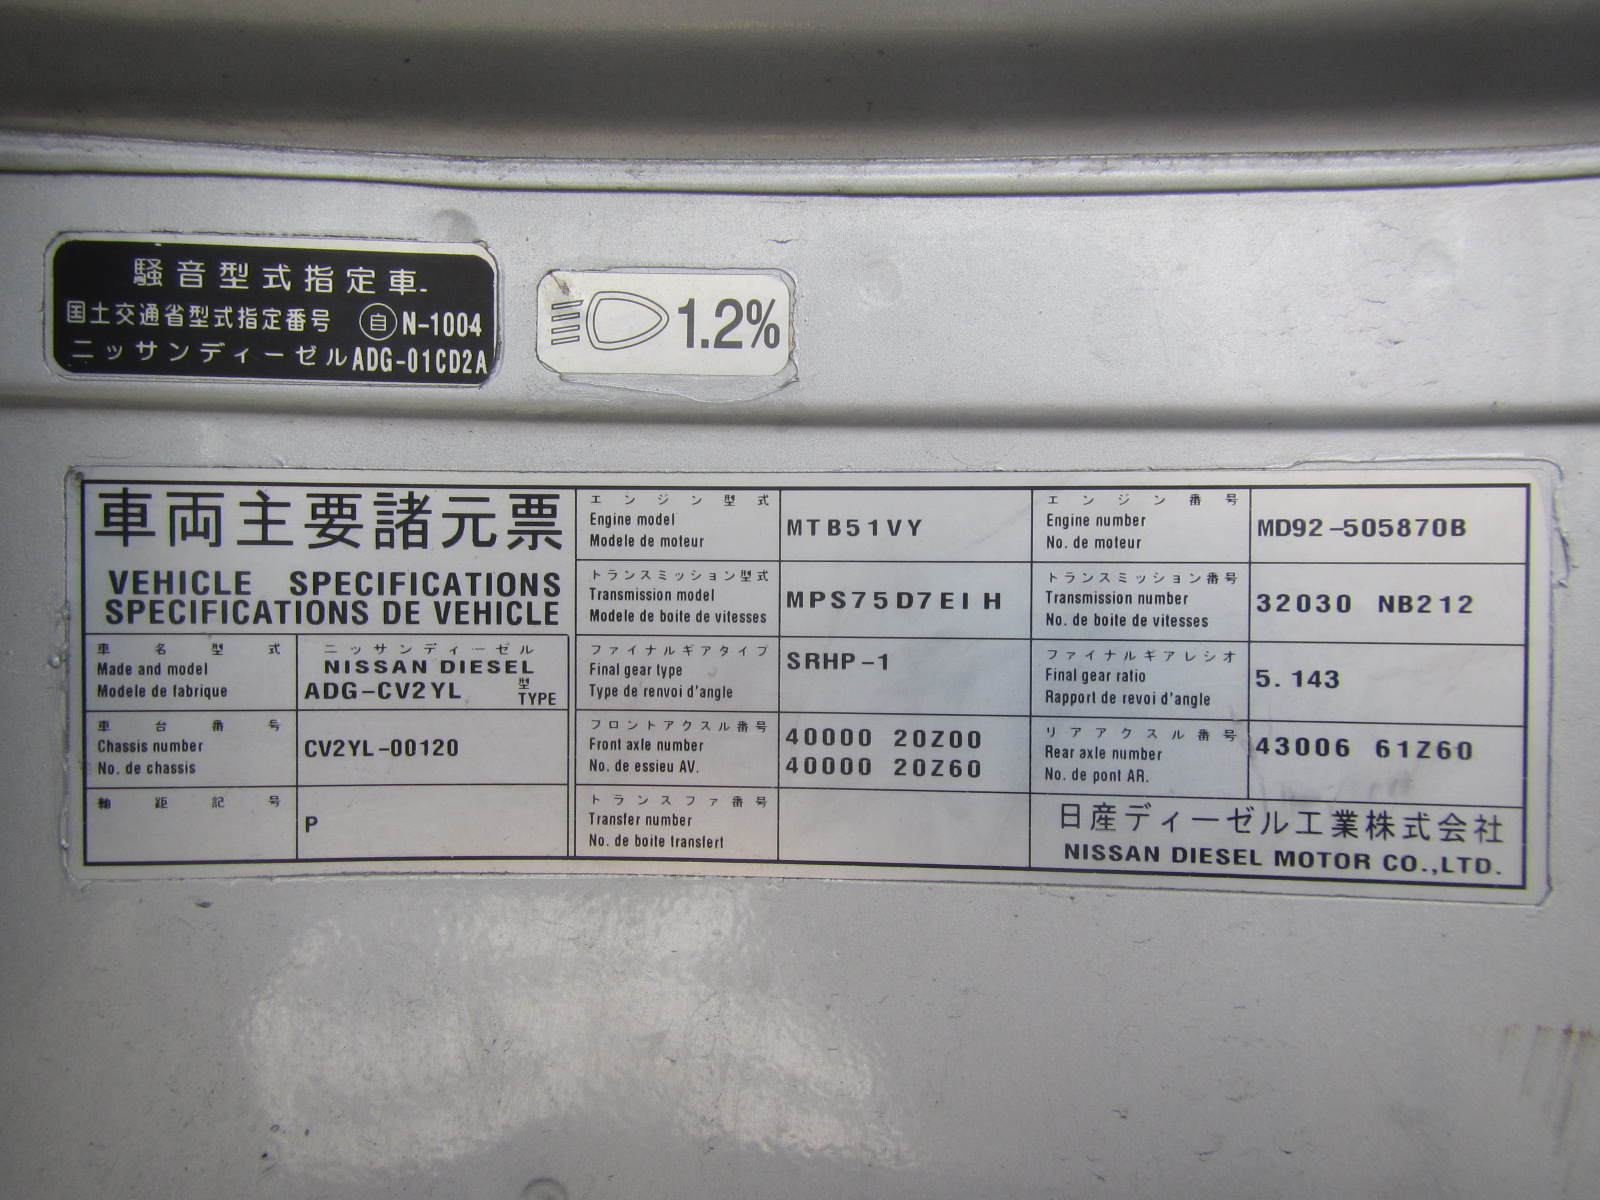 騒音型式指定車
国土交通省型式指定番号 自 N-1004
ニッサンディーゼル ADG-01CD2A
1.2%
車両主要諸元票
VEHICLE SPECIFICATIONS
SPECIFICATIONS DE VEHICLE
車名型式
Made and model
Modele de fabrique
ニッサンディーゼル
NISSAN DIESEL
ADG-CV2YL 型 TYPE
車台番号
Chassis number
No. de chassis
CV2YL-00120
軸距記号
P
エンジン型式
Engine model
Modele de moteur
MTB51VY
トランスミッション型式
Transmission model
Modele de boite de vitesses
MPS75D7EIH
ファイナルギアタイプ
Final gear type
Type de renvoi d'angle
SRHP-1
フロントアクスル番号
Front axle number
No. de essieu AV.
40000 20Z00
40000 20Z60
トランスファ番号
Transfer number
No. de boite transfert
エンジン番号
Engine number
No. de moteur
MD92-505870B
トランスミッション番号
Transmission number
No. de boite de vitesses
32030 NB212
ファイナルギアレシオ
Final gear ratio
Rapport de revoi d'angle
5.143
リアアクスル番号
Rear axle number
No. de pont AR.
43006 61Z60
日産ディーゼル工業株式会社
NISSAN DIESEL MOTOR CO.,LTD.